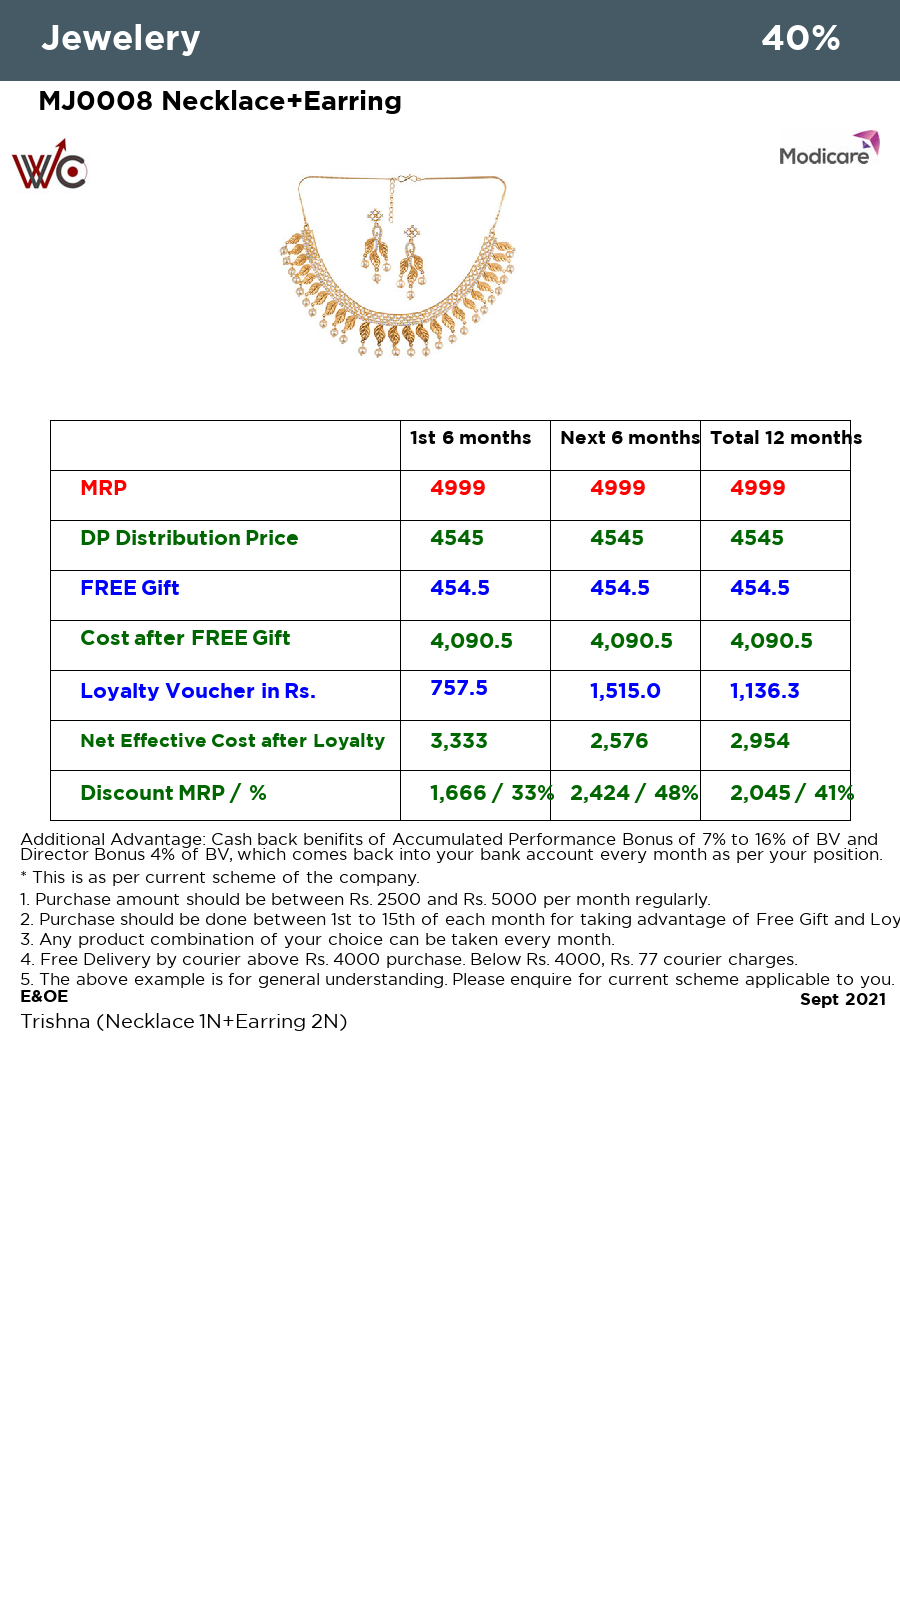 Jewelery 40%
MJ0008 Necklace+Earring
WC
Modicare
1st 6 months Next 6 months Total 12 months
MRP 4999 4999 4999
DP Distribution Price 4545 4545 4545
FREE Gift 454.5 454.5 454.5
Cost after FREE Gift 4,090.5 4,090.5 4,090.5
Loyalty Voucher in Rs. 757.5 1,515.0 1,136.3
Net Effective Cost after Loyalty 3,333 2,576 2,954
Discount MRP / % 1,666 / 33% 2,424 / 48% 2,045 / 41%
Additional Advantage: Cash back benifits of Accumulated Performance Bonus of 7% to 16% of BV and
Director Bonus 4% of BV, which comes back into your bank account every month as per your position.
* This is as per current scheme of the company.
1. Purchase amount should be between Rs. 2500 and Rs. 5000 per month regularly.
2. Purchase should be done between 1st to 15th of each month for taking advantage of Free Gift and Loy
3. Any product combination of your choice can be taken every month.
4. Free Delivery by courier above Rs. 4000 purchase. Below Rs. 4000, Rs. 77 courier charges.
5. The above example is for general understanding. Please enquire for current scheme applicable to you.
E&OE Sept 2021
Trishna (Necklace 1N+Earring 2N)